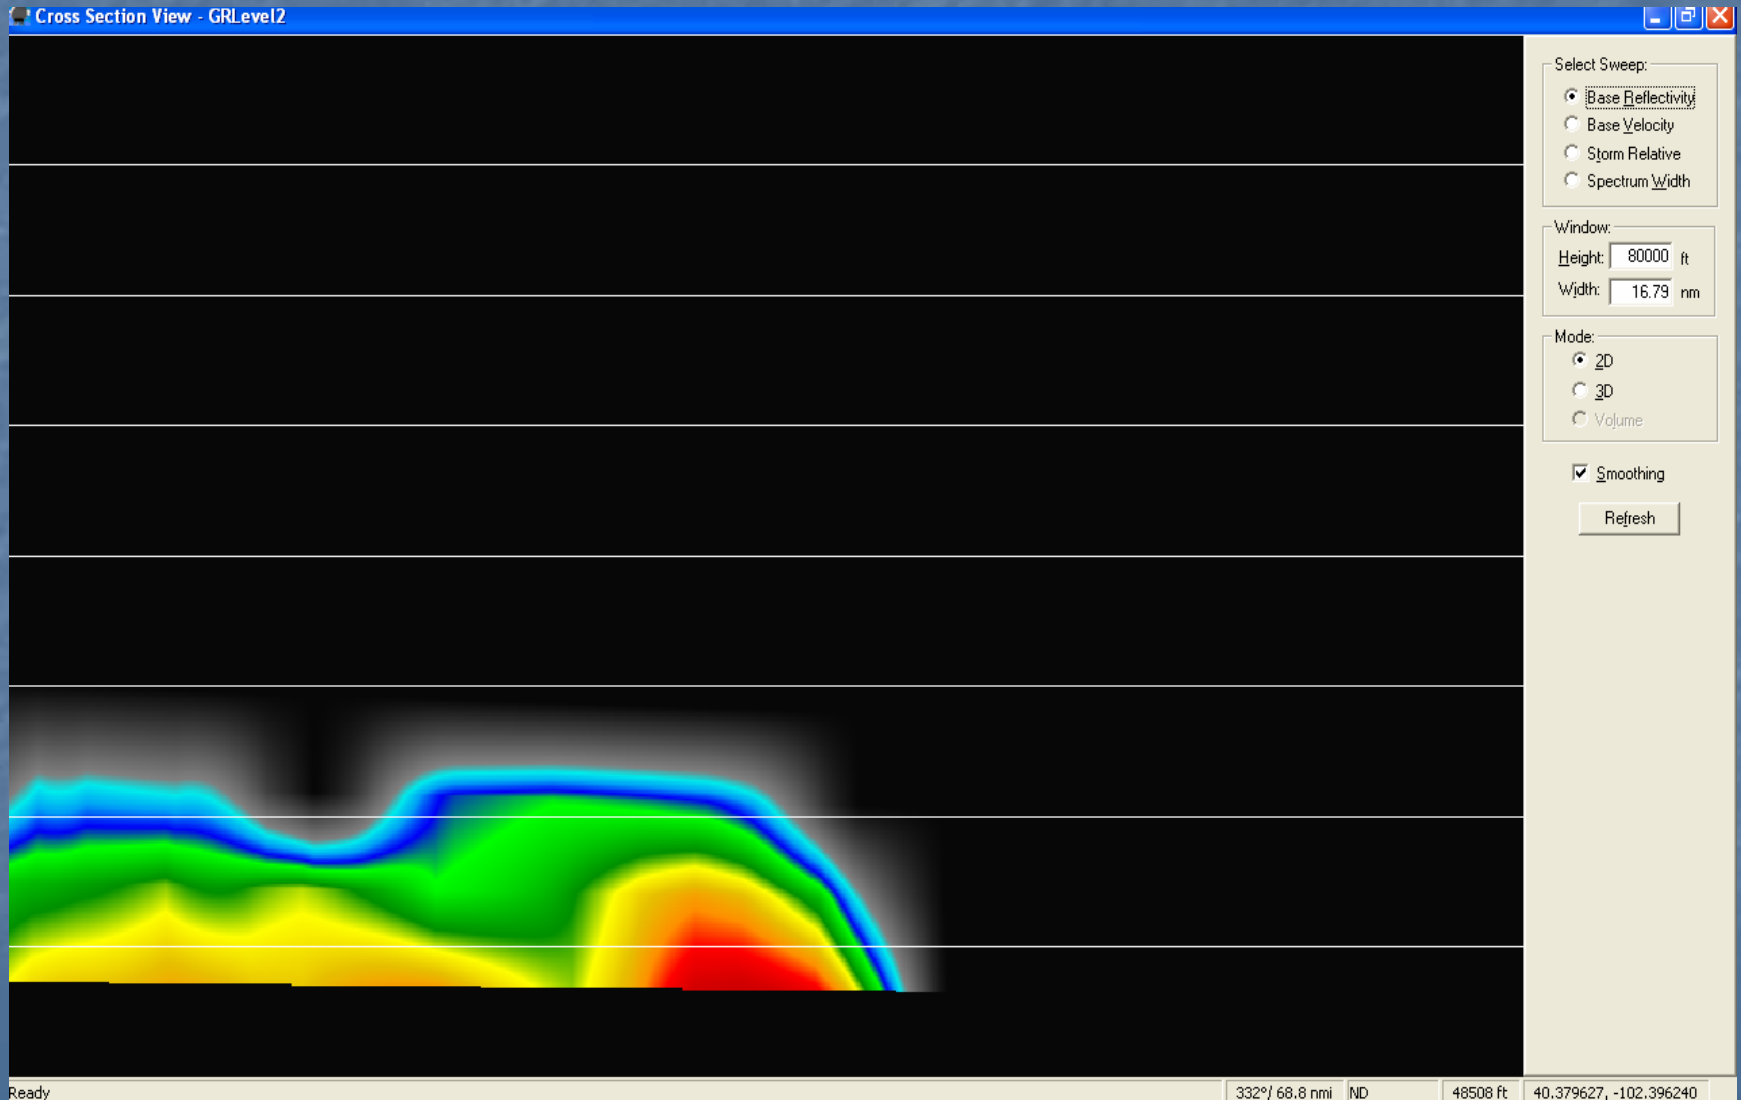 Cross Section View - GRLevel2
Select Sweep:
Base Reflectivity
Base Velocity
Storm Relative
Spectrum Width
Window:
Height: 80000 ft
Width: 16.79 nm
Mode:
2D
3D
Volume
Smoothing
Refresh
Ready 332°/ 68.8 nmi ND 48508 ft 40.379627, -102.396240